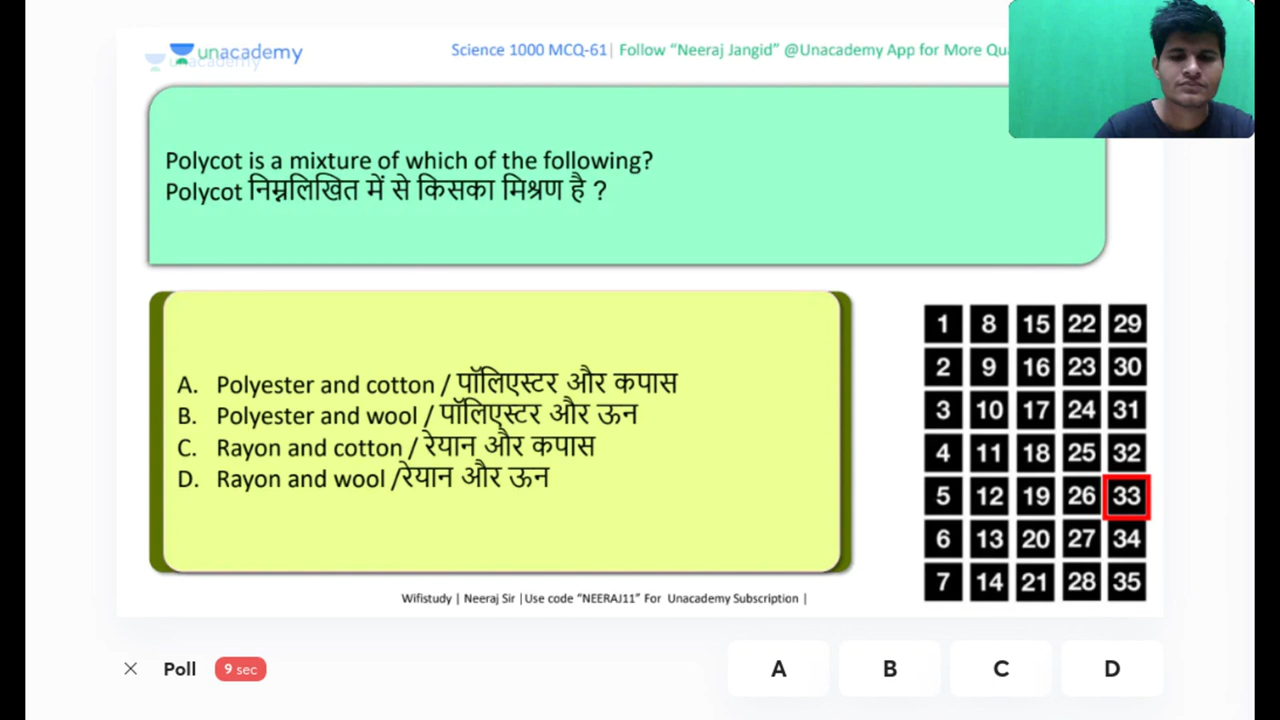 unacademy
unacademy
Science 1000 MCQ-61| Follow “Neeraj Jangid” @Unacademy App for More
Polycot is a mixture of which of the following?
Polycot निम्नलिखित में से किसका मिश्रण है ?
A. Polyester and cotton / पॉलिएस्टर और कपास
B. Polyester and wool / पॉलिएस्टर और ऊन
C. Rayon and cotton / रेयान और कपास
D. Rayon and wool /रेयान और ऊन
1 8 15 22 29
2 9 16 23 30
3 10 17 24 31
4 11 18 25 32
5 12 19 26 33
6 13 20 27 34
7 14 21 28 35
Wifistudy | Neeraj Sir |Use code “NEERAJ11” For Unacademy Subscription |
Poll 9 sec A B C D